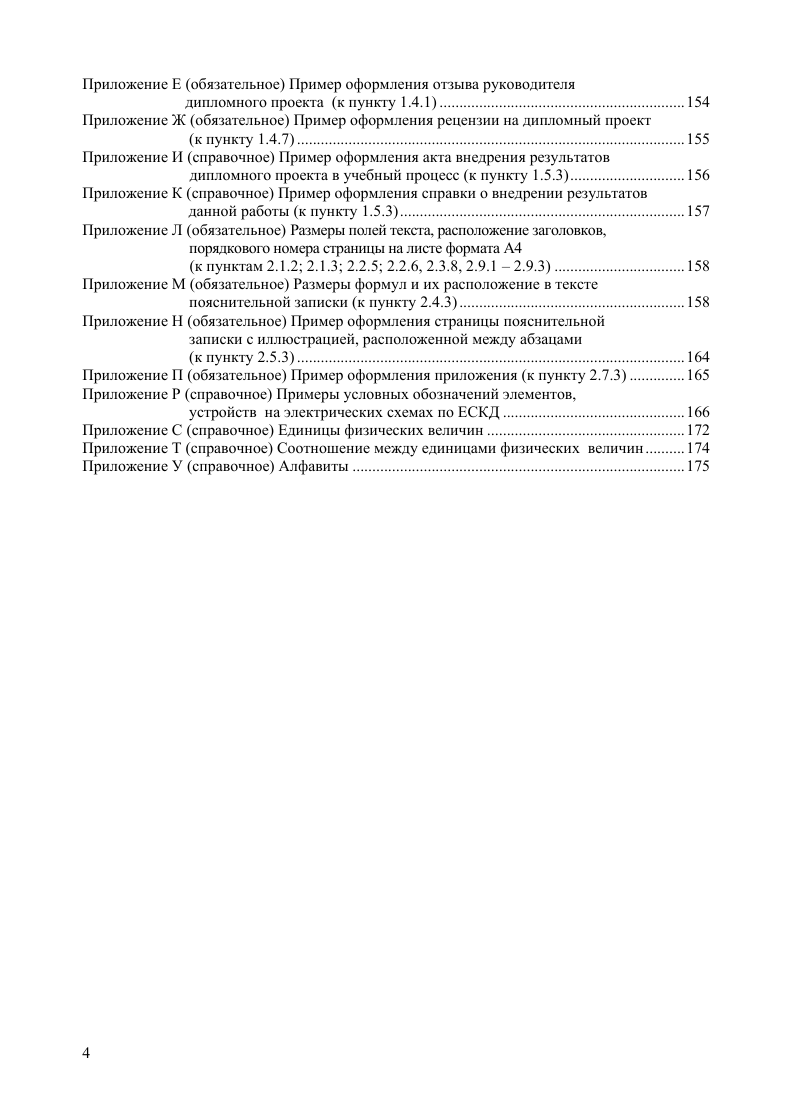 Приложение Е (обязательное) Пример оформления отзыва руководителя
дипломного проекта  (к пункту 1.4.1) ............................................................... 154
Приложение Ж (обязательное) Пример оформления рецензии на дипломный проект
(к пункту 1.4.7) .................................................................................................... 155
Приложение И (справочное) Пример оформления акта внедрения результатов
дипломного проекта в учебный процесс (к пункту 1.5.3) ............................. 156
Приложение К (справочное) Пример оформления справки о внедрении результатов
данной работы (к пункту 1.5.3) ......................................................................... 157
Приложение Л (обязательное) Размеры полей текста, расположение заголовков,
порядкового номера страницы на листе формата А4
(к пунктам 2.1.2; 2.1.3; 2.2.5; 2.2.6, 2.3.8, 2.9.1 – 2.9.3) ................................. 158
Приложение М (обязательное) Размеры формул и их расположение в тексте
пояснительной записки (к пункту 2.4.3) .......................................................... 158
Приложение Н (обязательное) Пример оформления страницы пояснительной
записки с иллюстрацией, расположенной между абзацами
(к пункту 2.5.3) .................................................................................................... 164
Приложение П (обязательное) Пример оформления приложения (к пункту 2.7.3) .............. 165
Приложение Р (справочное) Примеры условных обозначений элементов,
устройств  на электрических схемах по ЕСКД ............................................... 166
Приложение С (справочное) Единицы физических величин ................................................... 172
Приложение Т (справочное) Соотношение между единицами физических  величин .......... 174
Приложение У (справочное) Алфавиты ..................................................................................... 175
4